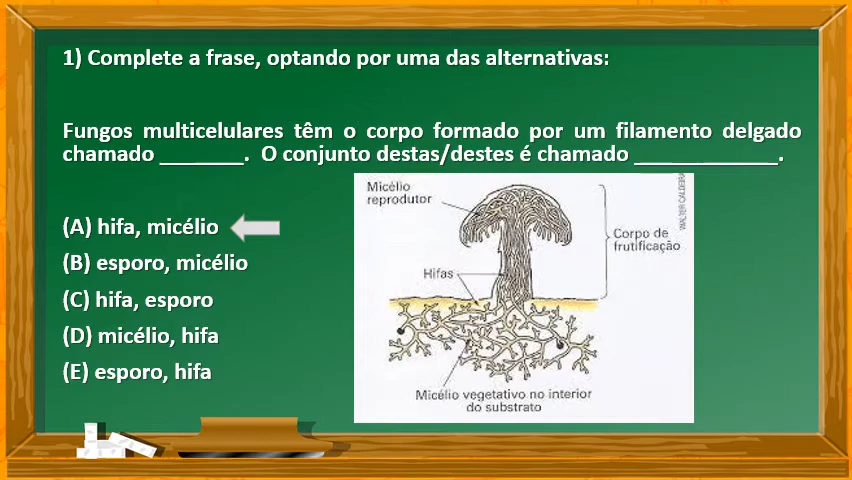 1) Complete a frase, optando por uma das alternativas:
Fungos multicelulares têm o corpo formado por um filamento delgado
chamado _______. O conjunto destas/destes é chamado ____________.
(A) hifa, micélio
(B) esporo, micélio
(C) hifa, esporo
(D) micélio, hifa
(E) esporo, hifa
Micélio
reprodutor
WALTER CALDEIRA
Corpo de
frutificação
Hifas
Micélio vegetativo no interior
do substrato